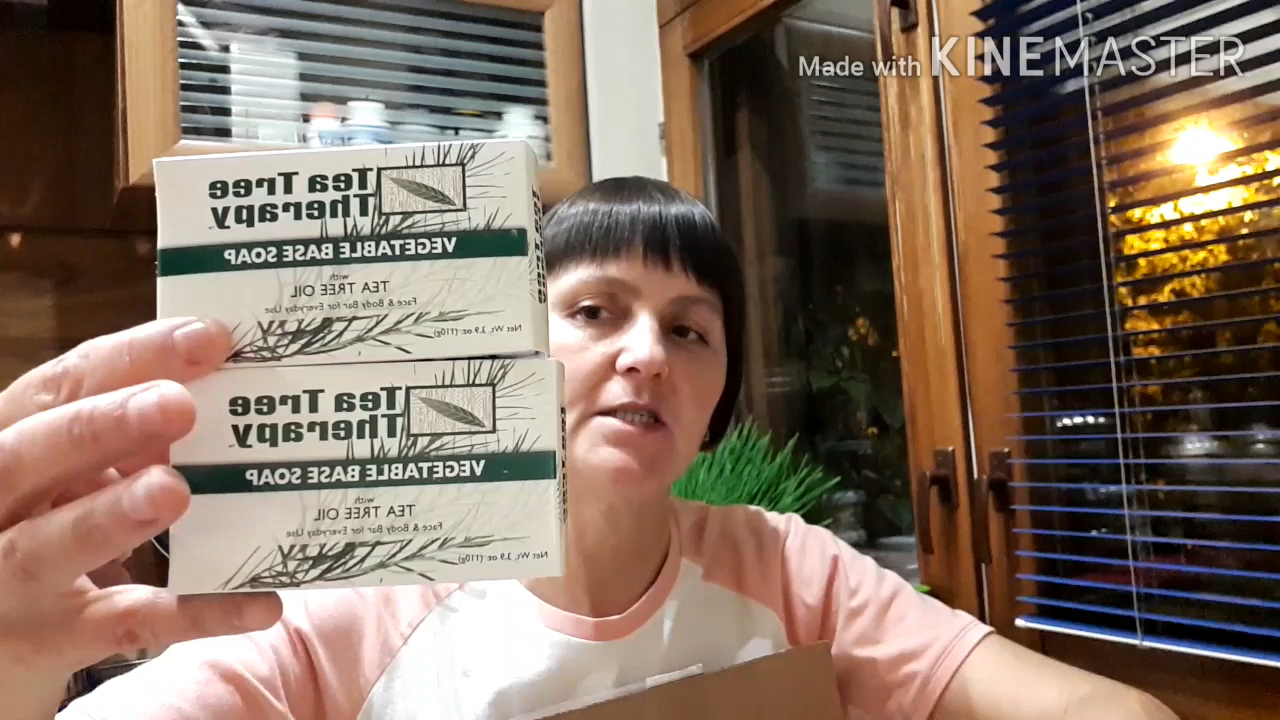 Made with KINEMASTER
Tea Tree
Therapy
VEGETABLE BASE SOAP
with
TEA TREE OIL
Face & Body Bar for Everyday Use
Net Wt. 3.9 oz. (110g)
Tea Tree
Therapy™
VEGETABLE BASE SOAP
with
TEA TREE OIL
Face & Body Bar for Everyday Use
Net Wt. 3.9 oz. (110g)